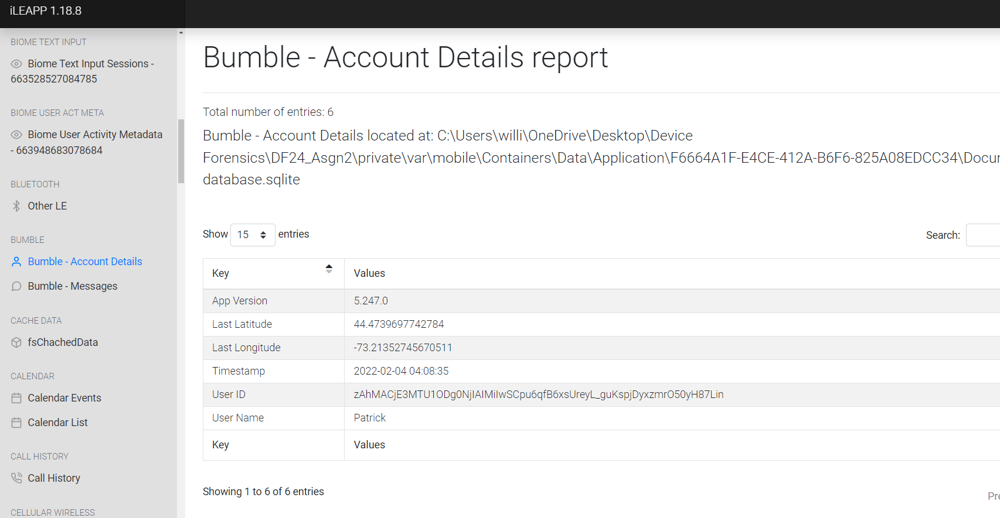 iLEAPP 1.18.8
BIOME TEXT INPUT
Biome Text Input Sessions -
663528527084785
BIOME USER ACT META
Biome User Activity Metadata
- 663948683078684
BLUETOOTH
Other LE
BUMBLE
Bumble - Account Details
Bumble - Messages
CACHE DATA
fsChachedData
CALENDAR
Calendar Events
Calendar List
CALL HISTORY
Call History
CELLULAR WIRELESS
Bumble - Account Details report
Total number of entries: 6
Bumble - Account Details located at: C:\Users\willi\OneDrive\Desktop\Device
Forensics\DF24_Asgn2\private\var\mobile\Containers\Data\Application\F6664A1F-E4CE-412A-B6F6-825A08EDCC34\Docu
database.sqlite
Show 15 entries
Search:
Key Values
App Version 5.247.0
Last Latitude 44.4739697742784
Last Longitude -73.21352745670511
Timestamp 2022-02-04 04:08:35
User ID zAhMACjE3MTU1ODg0NjIAIMiIwSCpu6qfB6xsUreyL_guKspjDyxzmrO50yH87Lin
User Name Patrick
Key Values
Showing 1 to 6 of 6 entries
Pre